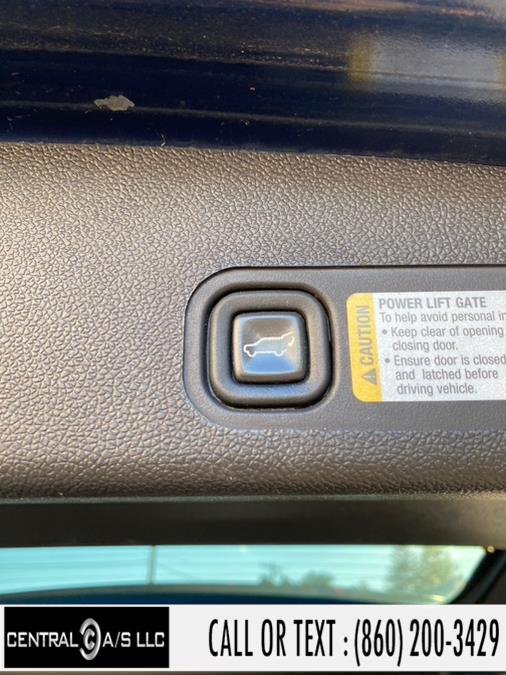 POWER LIFT GATE
To help avoid personal in
• Keep clear of opening
closing door.
• Ensure door is closed
and latched before
driving vehicle.
CAUTION
CENTRAL A/S LLC
CALL OR TEXT : (860) 200-3429